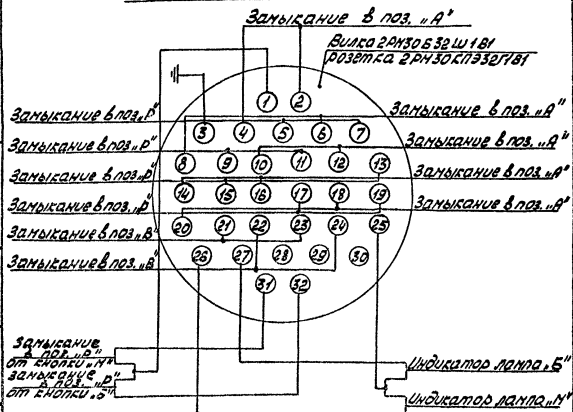 Замыкание в поз. „А"
Вилка 2РМ30Б32Ш1В1
розетка 2РМ30КПЭ32Г1В1
1 2
Замыкание в поз. „Р"
Замыкание в поз. „А"
3 4 5 6 7
Замыкание в поз. „Р"
Замыкание в поз. „А"
8 9 10 11 12 13
Замыкание в поз. „Р"
Замыкание в поз. „А"
14 15 16 17 18 19
Замыкание в поз. „Р"
Замыкание в поз. „А"
20 21 22 23 24 25
Замыкание в поз. „В"
Замыкание в поз. „В"
26 27 28 29 30
31 32
Замыкание
в поз. „Р"
от кнопки „М"
Замыкание
в поз. „Р"
от кнопки „Б"
Индикатор лампа „Б"
Индикатор лампа „М"